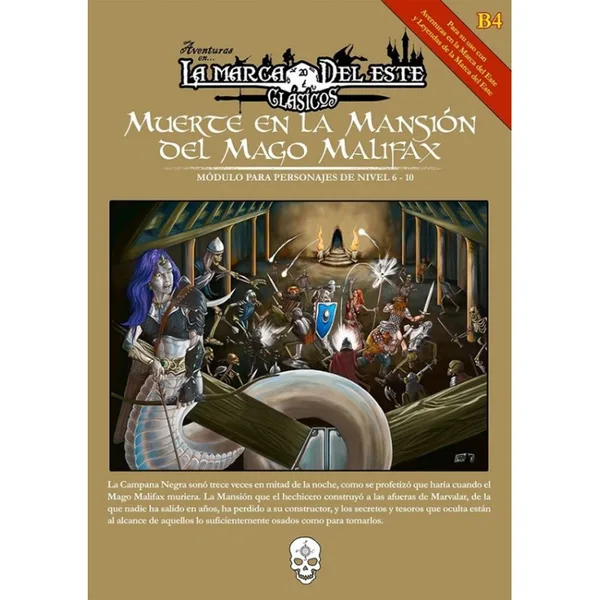 B4
Para su uso con
Aventuras en la Marca del Este
y Leyendas de la Marca del Este
Aventuras en...
LA MARCA DEL ESTE
20
CLÁSICOS
MUERTE EN LA MANSIÓN
DEL MAGO MALIFAX
MÓDULO PARA PERSONAJES DE NIVEL 6 - 10
La Campana Negra sonó trece veces en mitad de la noche, como se profetizó que haría cuando el
Mago Malifax muriera. La Mansión que el hechicero construyó a las afueras de Marvalar, de la
que nadie ha salido en años, ha perdido a su constructor, y los secretos y tesoros que oculta están
al alcance de aquellos lo suficientemente osados como para tomarlos.